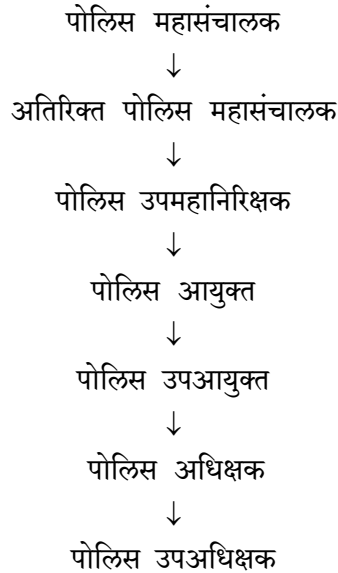 पोलिस महासंचालक
↓
अतिरिक्त पोलिस महासंचालक
↓
पोलिस उपमहानिरिक्षक
↓
पोलिस आयुक्त
↓
पोलिस उपआयुक्त
↓
पोलिस अधिक्षक
↓
पोलिस उपअधिक्षक